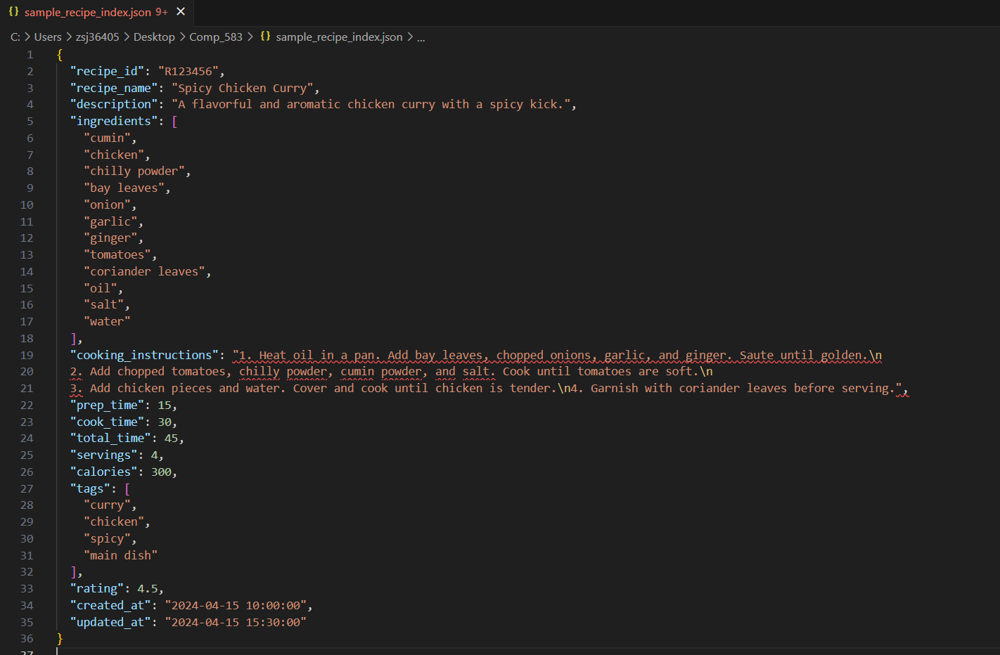 {} sample_recipe_index.json 9+ ×
C: > Users > zsj36405 > Desktop > Comp_583 > {} sample_recipe_index.json > ...
1 {
2 "recipe_id": "R123456",
3 "recipe_name": "Spicy Chicken Curry",
4 "description": "A flavorful and aromatic chicken curry with a spicy kick.",
5 "ingredients": [
6 "cumin",
7 "chicken",
8 "chilly powder",
9 "bay leaves",
10 "onion",
11 "garlic",
12 "ginger",
13 "tomatoes",
14 "coriander leaves",
15 "oil",
16 "salt",
17 "water"
18 ],
19 "cooking_instructions": "1. Heat oil in a pan. Add bay leaves, chopped onions, garlic, and ginger. Saute until golden.\n
20 2. Add chopped tomatoes, chilly powder, cumin powder, and salt. Cook until tomatoes are soft.\n
21 3. Add chicken pieces and water. Cover and cook until chicken is tender.\n4. Garnish with coriander leaves before serving.",
22 "prep_time": 15,
23 "cook_time": 30,
24 "total_time": 45,
25 "servings": 4,
26 "calories": 300,
27 "tags": [
28 "curry",
29 "chicken",
30 "spicy",
31 "main dish"
32 ],
33 "rating": 4.5,
34 "created_at": "2024-04-15 10:00:00",
35 "updated_at": "2024-04-15 15:30:00"
36 }
37